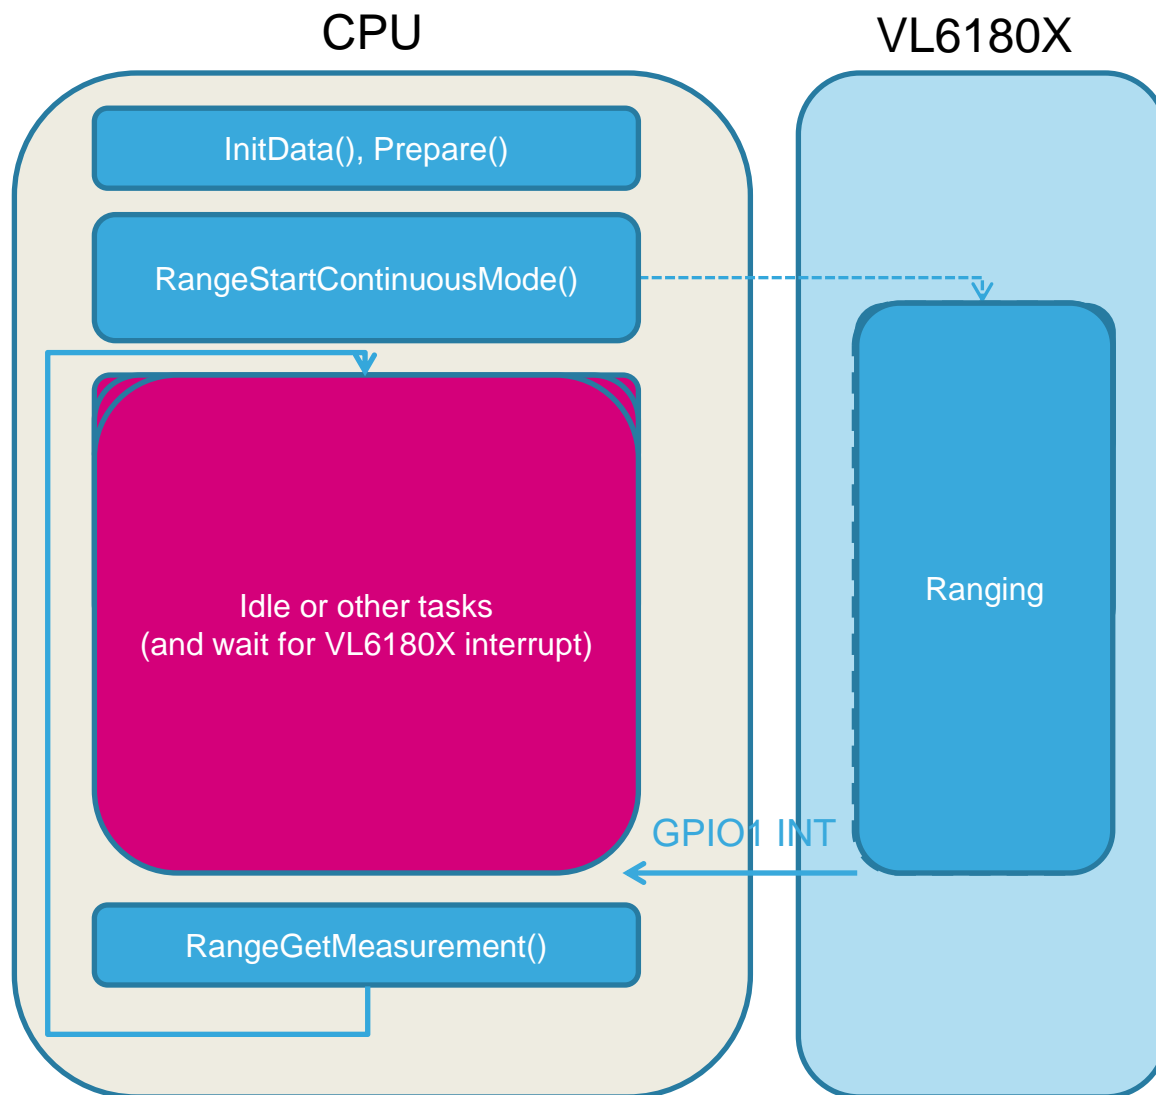 CPU
VL6180X
InitData(), Prepare()
RangeStartContinuousMode()
Idle or other tasks
(and wait for VL6180X interrupt)
Ranging
GPIO1 INT
RangeGetMeasurement()